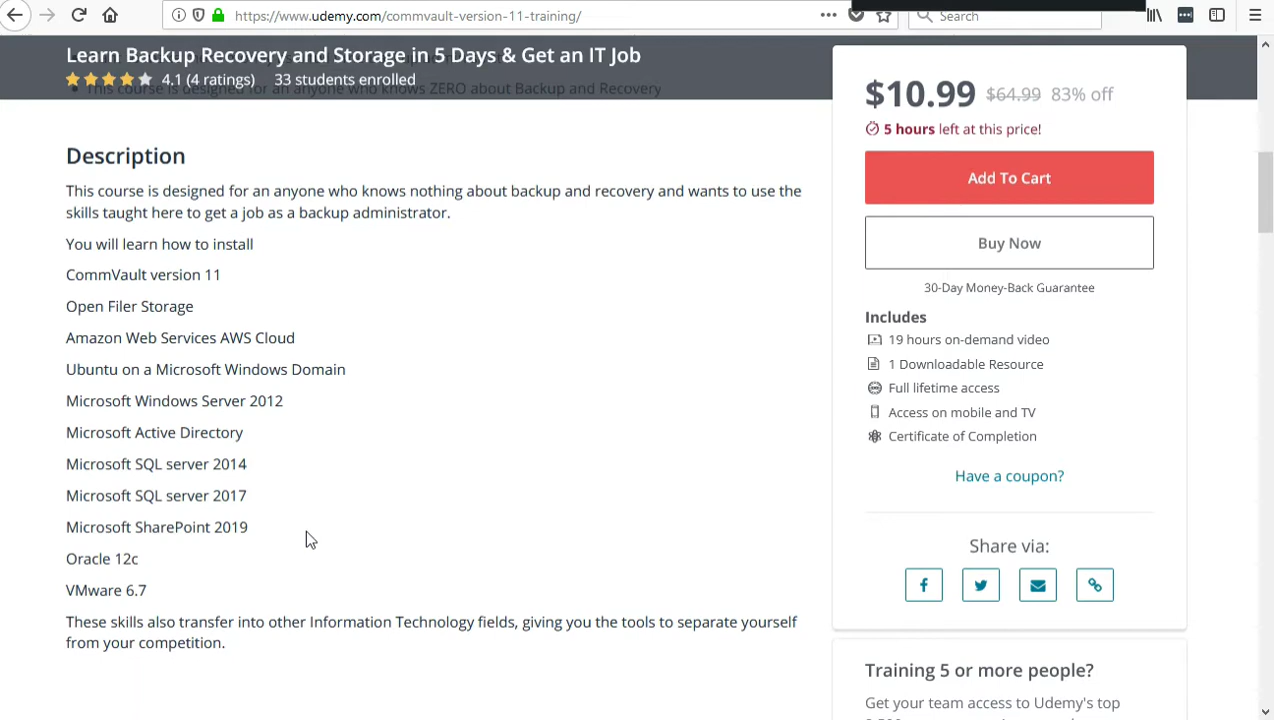 https://www.udemy.com/commvault-version-11-training/
Search
Learn Backup Recovery and Storage in 5 Days & Get an IT Job
4.1 (4 ratings) 33 students enrolled
This course is designed for an anyone who knows ZERO about Backup and Recovery
Description
This course is designed for an anyone who knows nothing about backup and recovery and wants to use the
skills taught here to get a job as a backup administrator.
You will learn how to install
CommVault version 11
Open Filer Storage
Amazon Web Services AWS Cloud
Ubuntu on a Microsoft Windows Domain
Microsoft Windows Server 2012
Microsoft Active Directory
Microsoft SQL server 2014
Microsoft SQL server 2017
Microsoft SharePoint 2019
Oracle 12c
VMware 6.7
These skills also transfer into other Information Technology fields, giving you the tools to separate yourself
from your competition.
$10.99 $64.99 83% off
5 hours left at this price!
Add To Cart
Buy Now
30-Day Money-Back Guarantee
Includes
19 hours on-demand video
1 Downloadable Resource
Full lifetime access
Access on mobile and TV
Certificate of Completion
Have a coupon?
Share via:
Training 5 or more people?
Get your team access to Udemy's top